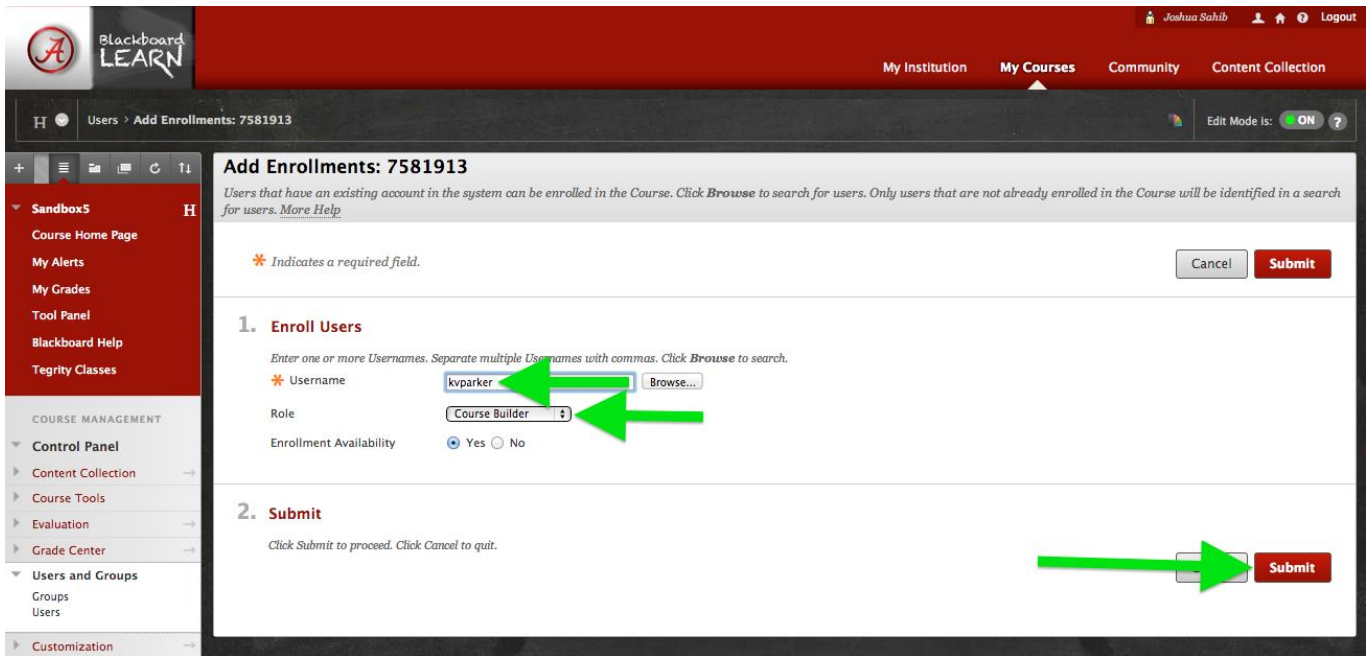 Joshua Sahib Logout
Blackboard
LEARN
My Institution My Courses Community Content Collection
H Users > Add Enrollments: 7581913 Edit Mode is: ON ?
Add Enrollments: 7581913
Users that have an existing account in the system can be enrolled in the Course. Click Browse to search for users. Only users that are not already enrolled in the Course will be identified in a search
for users. More Help
Sandbox5 H
Course Home Page
My Alerts
My Grades
Tool Panel
Blackboard Help
Tegrity Classes
COURSE MANAGEMENT
Control Panel
Content Collection
Course Tools
Evaluation
Grade Center
Users and Groups
Groups
Users
Customization
* Indicates a required field.
Cancel Submit
1. Enroll Users
Enter one or more Usernames. Separate multiple Usernames with commas. Click Browse to search.
* Username kvparker Browse...
Role Course Builder
Enrollment Availability Yes No
2. Submit
Click Submit to proceed. Click Cancel to quit.
Submit